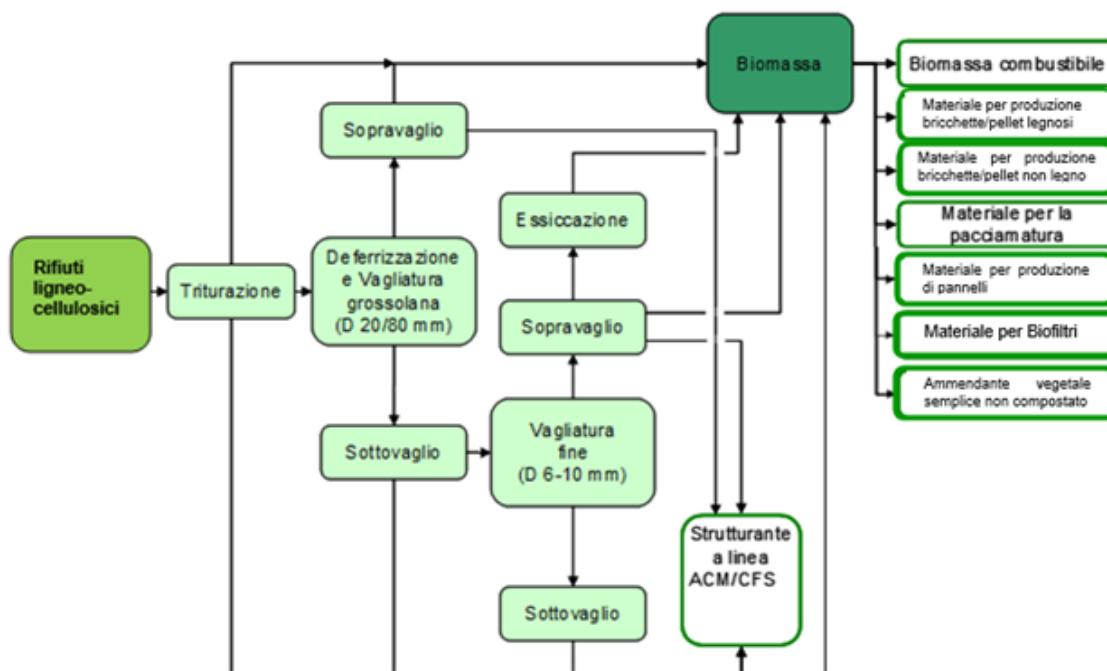 Rifiuti
ligneo-
cellulosici
Triturazione
Sopravaglio
Deferrizzazione
e Vagliatura
grossolana
(D 20/80 mm)
Sottovaglio
Essiccazione
Sopravaglio
Vagliatura
fine
(D 6-10 mm)
Sottovaglio
Biomassa
Strutturante
a linea
ACM/CFS
Biomassa combustibile
Materiale per produzione
bricchette/pellet legnosi
Materiale per produzione
bricchette/pellet non legno
Materiale per la
pacciamatura
Materiale per produzione
di pannelli
Materiale per Biofiltri
Ammendante vegetale
semplice non compostato